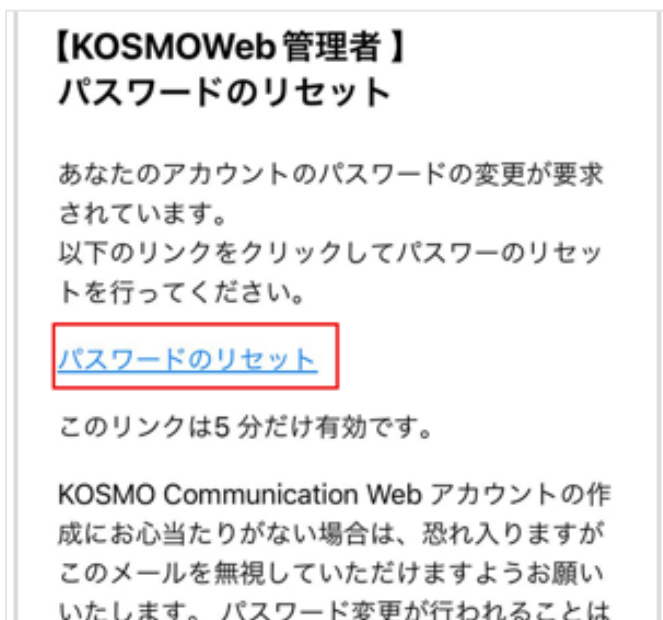 【KOSMOWeb管理者】
パスワードのリセット
あなたのアカウントのパスワードの変更が要求
されています。
以下のリンクをクリックしてパスワーのリセッ
トを行ってください。
パスワードのリセット
このリンクは5 分だけ有効です。
KOSMO Communication Web アカウントの作
成にお心当たりがない場合は、恐れ入りますが
このメールを無視していただけますようお願い
いたします。 パスワード変更が行われることは